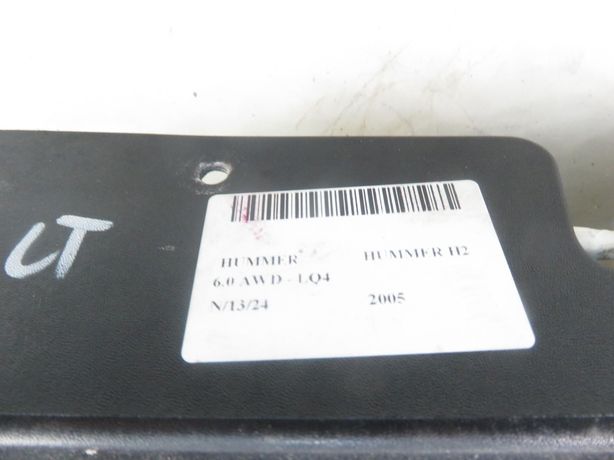 LT
HUMMER HUMMER H2
6.0 AWD - LQ4
N/13/24 2005